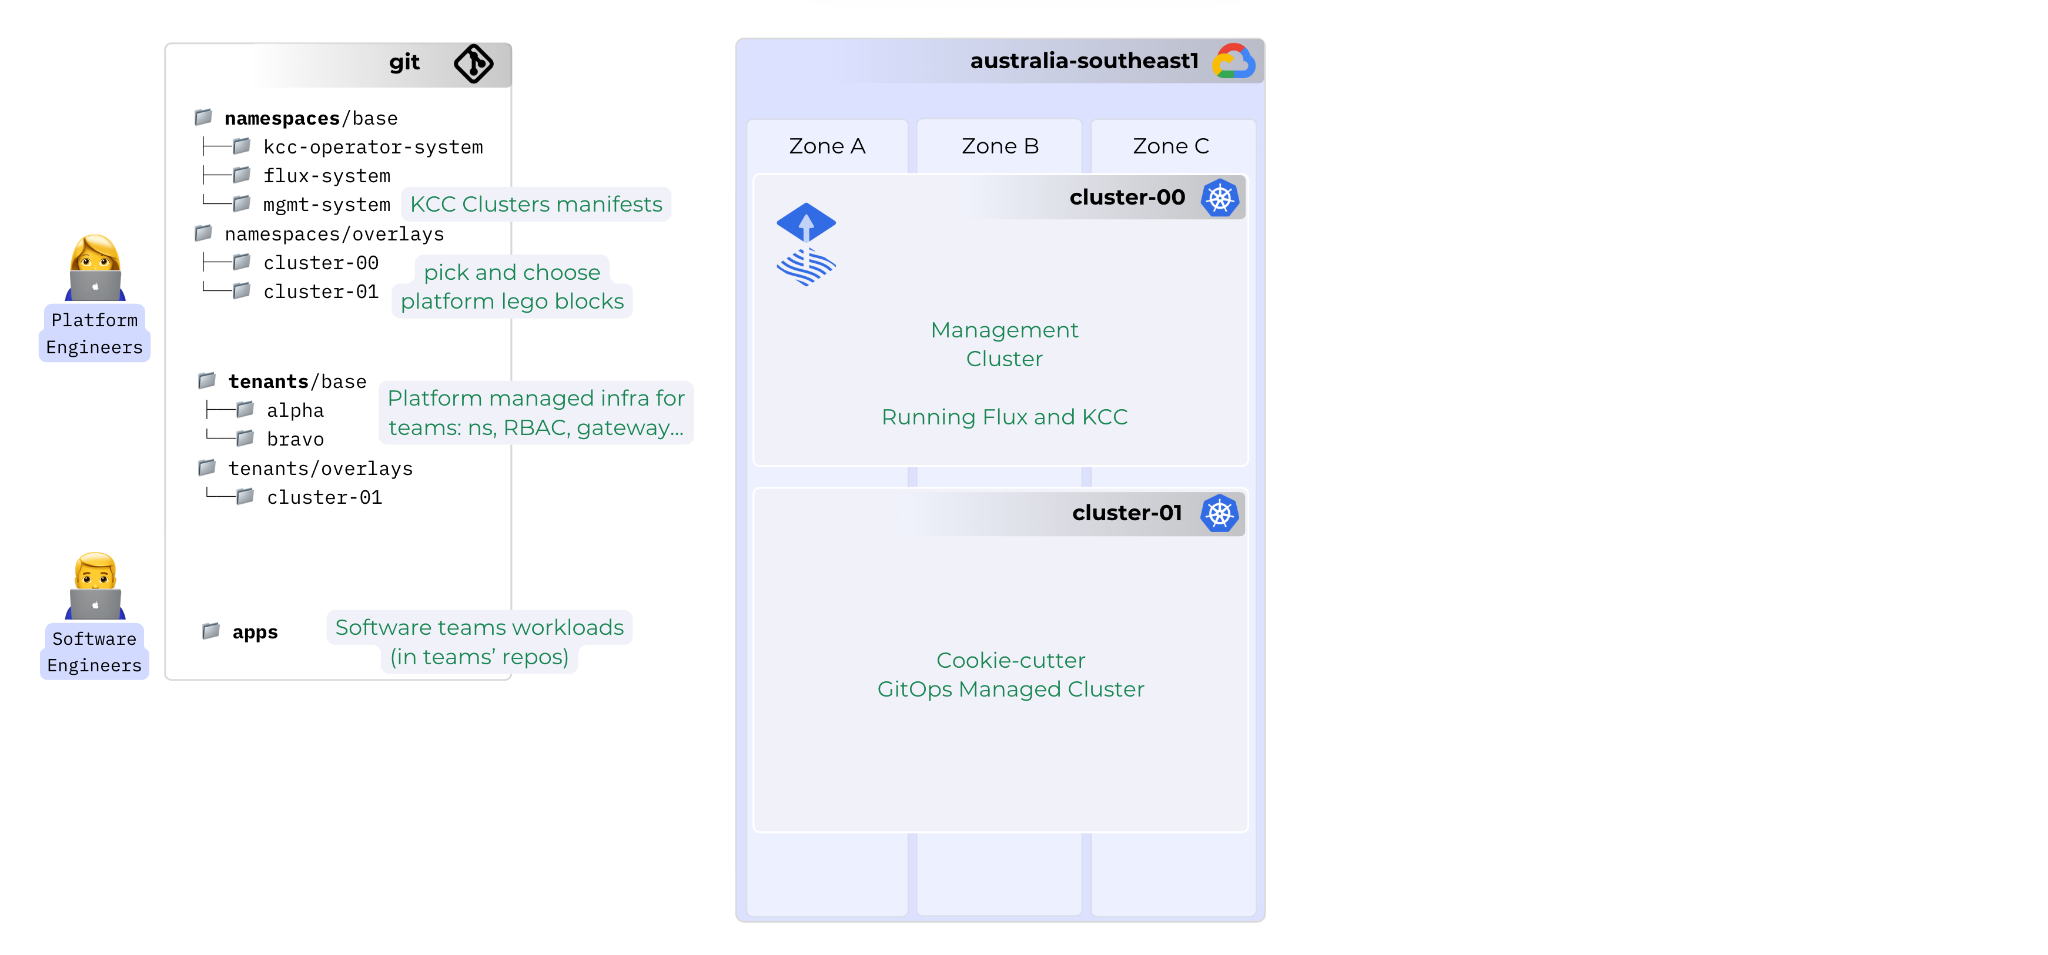 git
namespaces/base
kcc-operator-system
flux-system
mgmt-system
KCC Clusters manifests
namespaces/overlays
cluster-00
cluster-01
pick and choose
platform lego blocks
Platform
Engineers
tenants/base
alpha
bravo
Platform managed infra for
teams: ns, RBAC, gateway...
tenants/overlays
cluster-01
apps
Software teams workloads
(in teams’ repos)
Software
Engineers
australia-southeast1
Zone A
Zone B
Zone C
cluster-00
Management
Cluster
Running Flux and KCC
cluster-01
Cookie-cutter
GitOps Managed Cluster